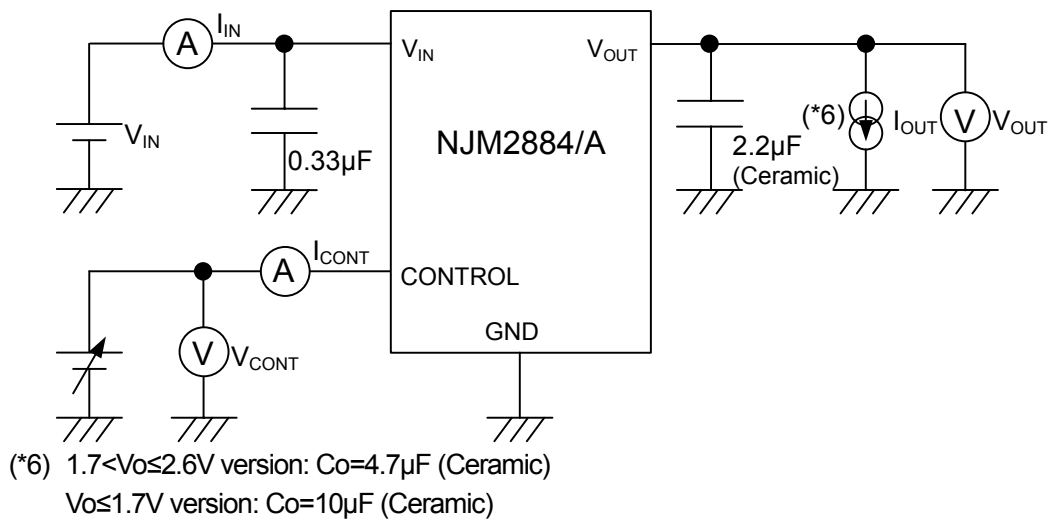 A
I_IN
V_IN
V_OUT
V_IN
0.33μF
NJM2884/A
2.2μF
(Ceramic)
(*6)
I_OUT
V
V_OUT
A
I_CONT
CONTROL
V
V_CONT
GND
(*6) 1.7<Vo≤2.6V version: Co=4.7μF (Ceramic)
Vo≤1.7V version: Co=10μF (Ceramic)